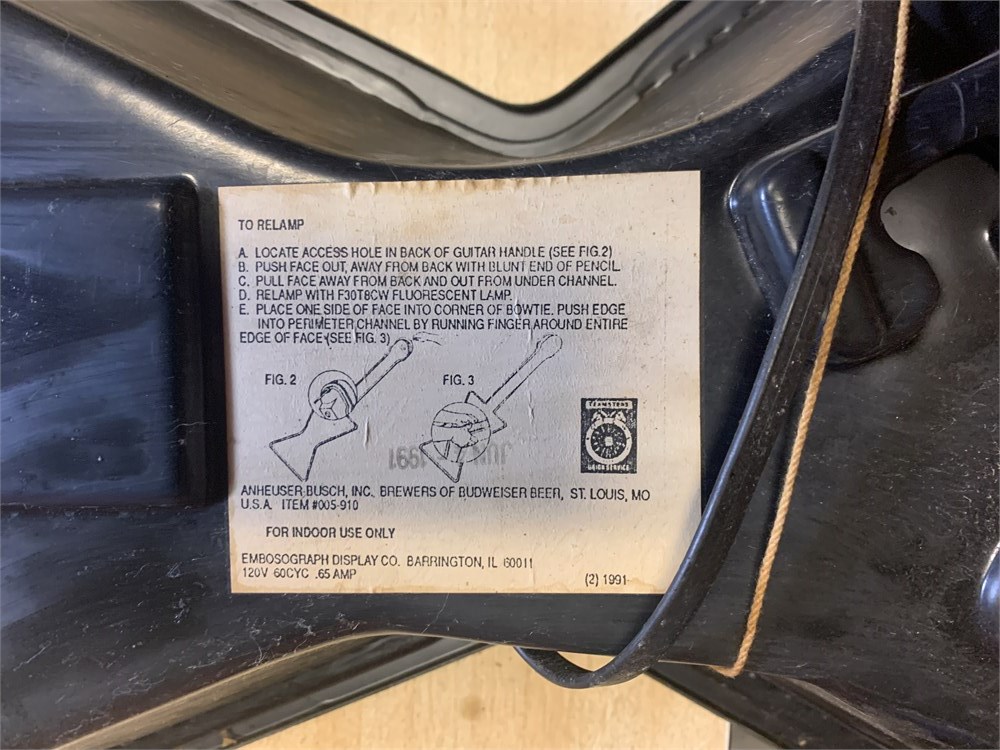 TO RELAMP
A. LOCATE ACCESS HOLE IN BACK OF GUITAR HANDLE (SEE FIG.2)
B. PUSH FACE OUT, AWAY FROM BACK WITH BLUNT END OF PENCIL.
C. PULL FACE AWAY FROM BACK AND OUT FROM UNDER CHANNEL.
D. RELAMP WITH F30T8CW FLUORESCENT LAMP.
E. PLACE ONE SIDE OF FACE INTO CORNER OF BOWTIE. PUSH EDGE
INTO PERIMETER CHANNEL BY RUNNING FINGER AROUND ENTIRE
EDGE OF FACE (SEE FIG. 3)
FIG. 2
FIG. 3
TEAMSTERS
UNION SERVICE
JUN 1991
ANHEUSER BUSCH, INC. BREWERS OF BUDWEISER BEER, ST. LOUIS, MO
U.S.A. ITEM #005-910
FOR INDOOR USE ONLY
EMBOSOGRAPH DISPLAY CO. BARRINGTON, IL 60011
120V 60CYC .65 AMP
(2) 1991